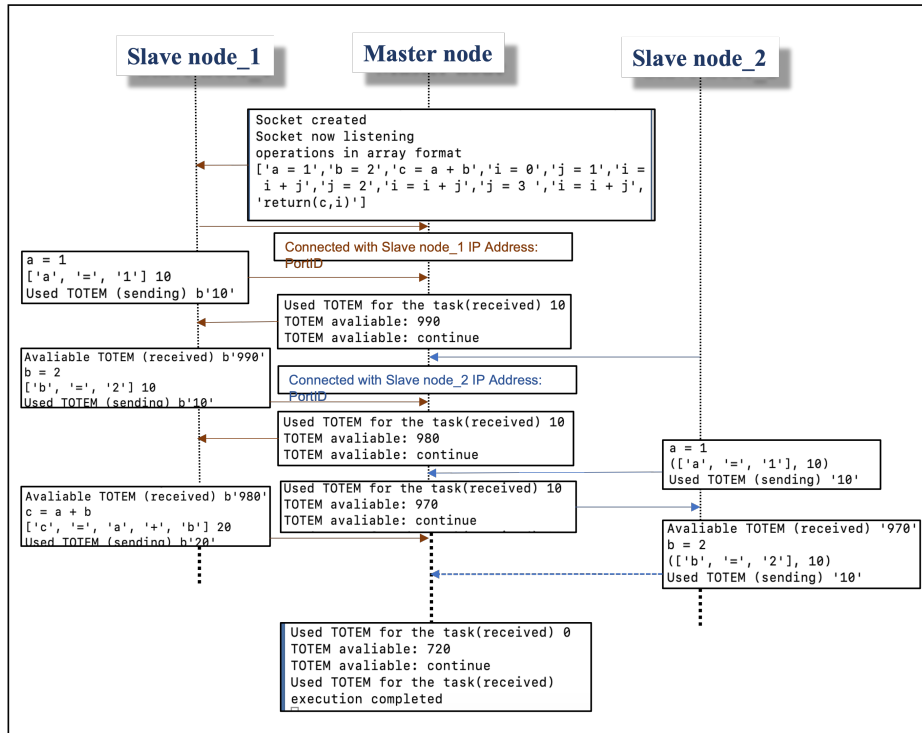 Slave node_1
Master node
Slave node_2
Socket created
Socket now listening
operations in array format
['a = 1','b = 2','c = a + b','i = 0','j = 1','i =
i + j','j = 2','i = i + j','j = 3 ','i = i + j',
'return(c,i)']
Connected with Slave node_1 IP Address:
PortID
a = 1
['a', '=', '1'] 10
Used TOTEM (sending) b'10'
Used TOTEM for the task(received) 10
TOTEM avaliable: 990
TOTEM avaliable: continue
Avaliable TOTEM (received) b'990'
b = 2
['b', '=', '2'] 10
Used TOTEM (sending) b'10'
Connected with Slave node_2 IP Address:
PortID
Used TOTEM for the task(received) 10
TOTEM avaliable: 980
TOTEM avaliable: continue
a = 1
(['a', '=', '1'], 10)
Used TOTEM (sending) '10'
Avaliable TOTEM (received) b'980'
c = a + b
['c', '=', 'a', '+', 'b'] 20
Used TOTEM (sending) b'20'
Used TOTEM for the task(received) 10
TOTEM avaliable: 970
TOTEM avaliable: continue
Avaliable TOTEM (received) '970'
b = 2
(['b', '=', '2'], 10)
Used TOTEM (sending) '10'
Used TOTEM for the task(received) 0
TOTEM avaliable: 720
TOTEM avaliable: continue
Used TOTEM for the task(received)
execution completed